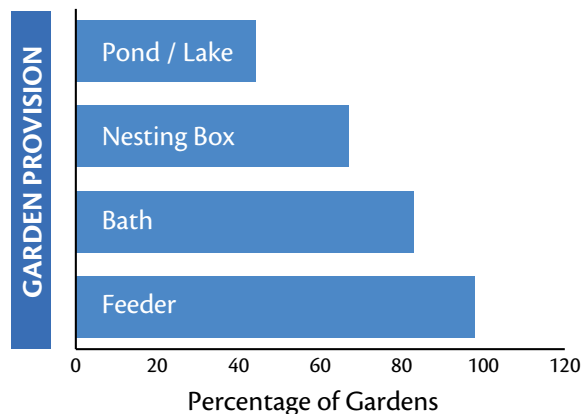 GARDEN PROVISION
Pond / Lake
Nesting Box
Bath
Feeder
0 20 40 60 80 100 120
Percentage of Gardens